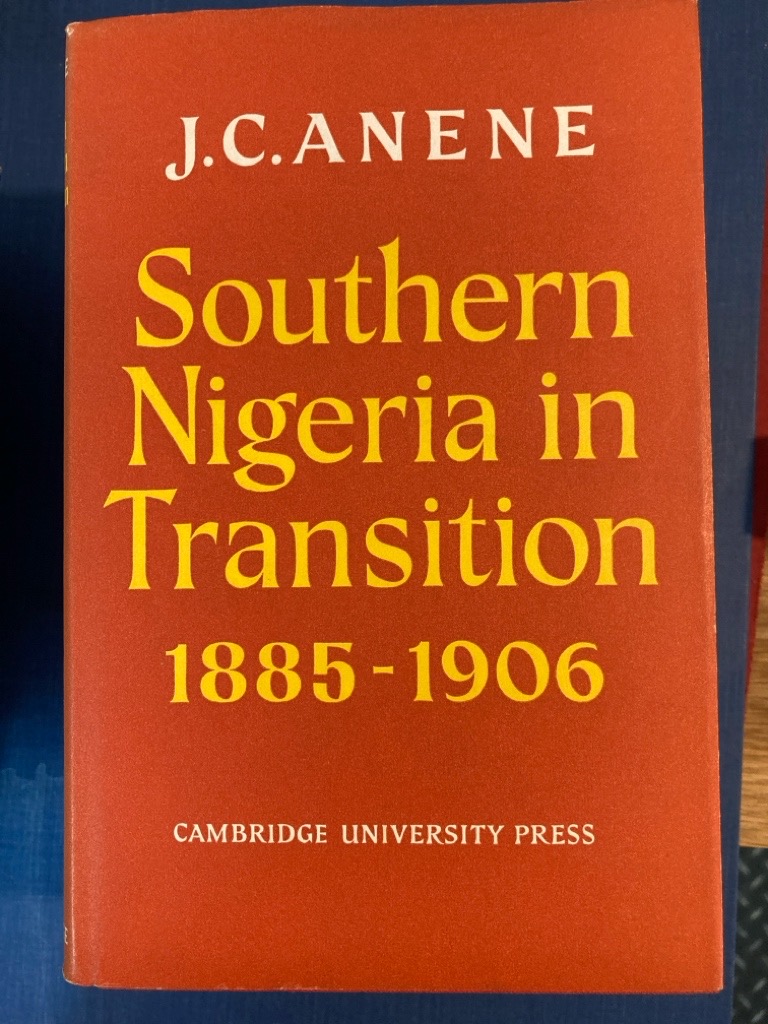 J.C.ANENE
Southern
Nigeria in
Transition
1885-1906
CAMBRIDGE UNIVERSITY PRESS